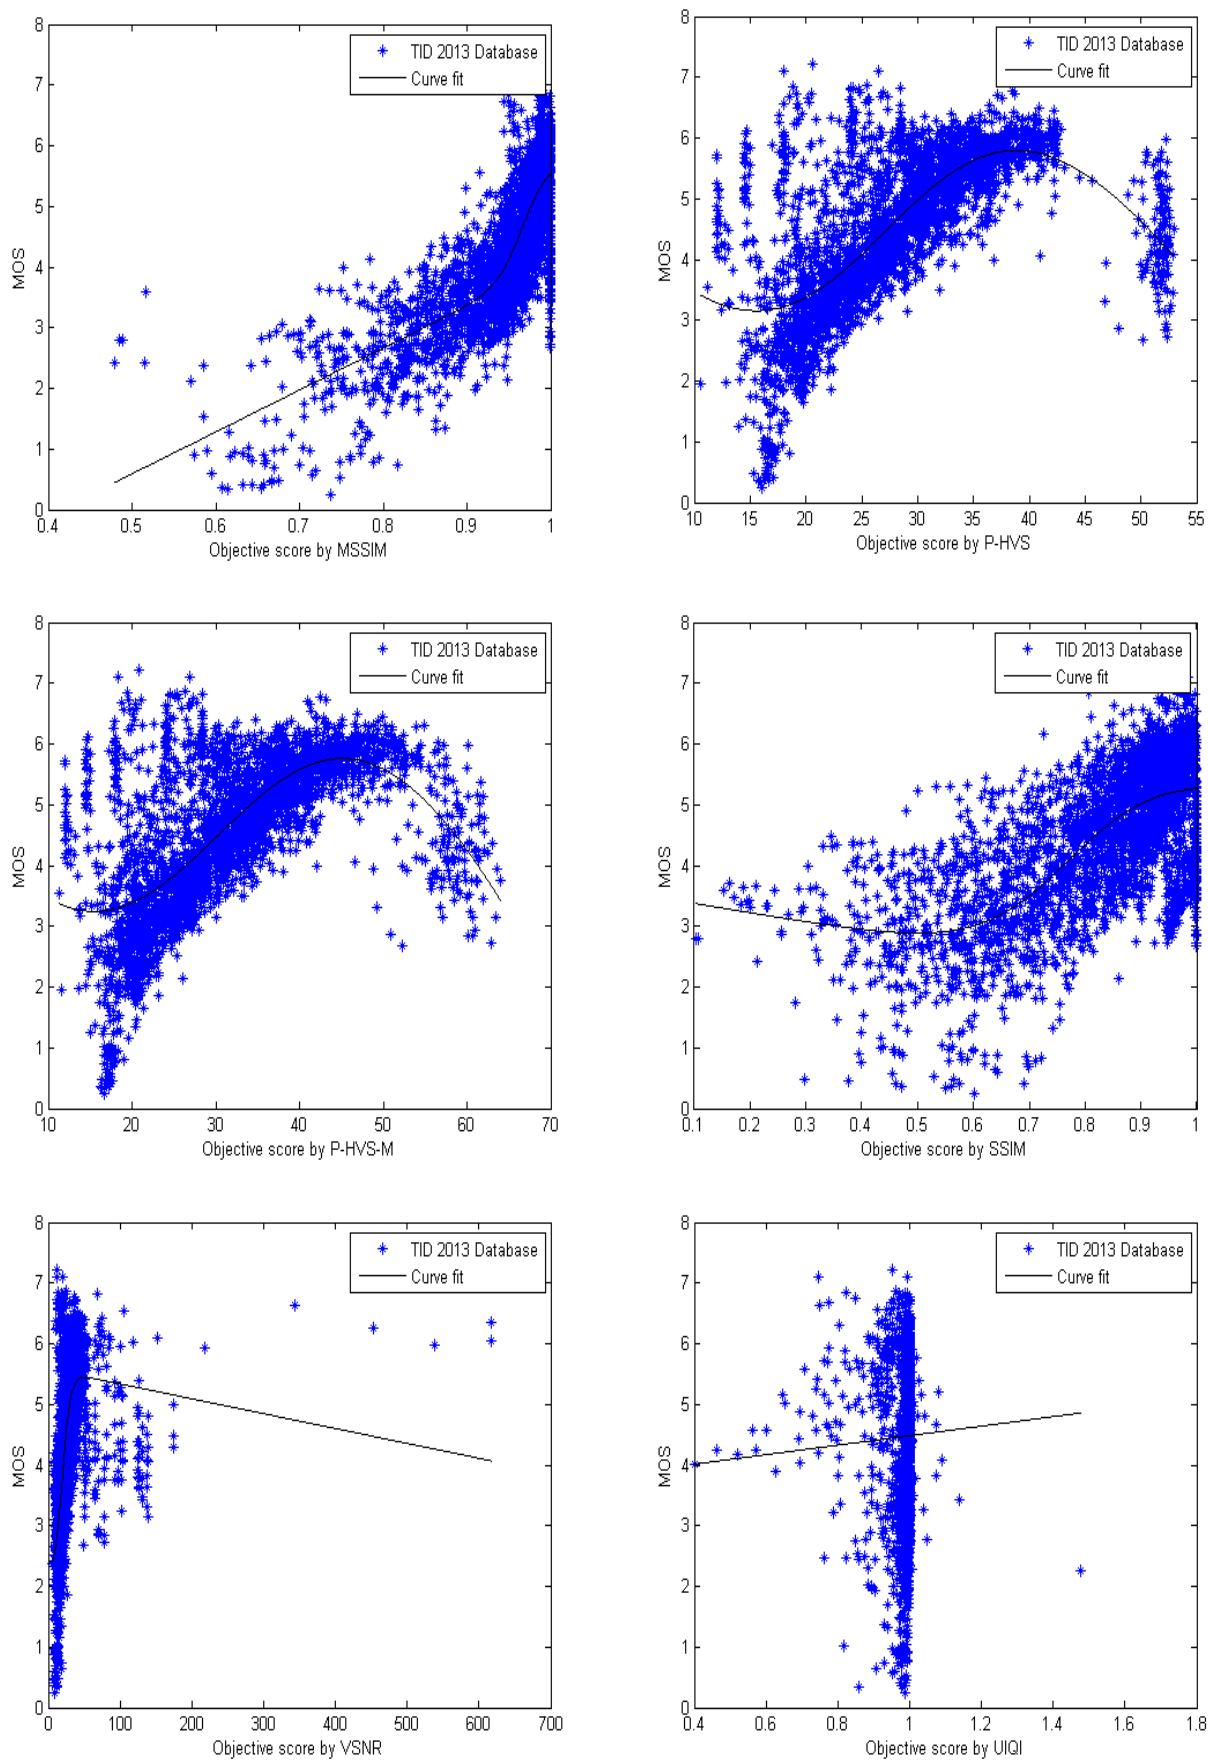 8
7
6
5
4
3
2
1
0
MOS
TID 2013 Database
Curve fit
0.4 0.5 0.6 0.7 0.8 0.9 1
Objective score by MSSIM
8
7
6
5
4
3
2
1
0
MOS
TID 2013 Database
Curve fit
10 15 20 25 30 35 40 45 50 55
Objective score by P-HVS
8
7
6
5
4
3
2
1
0
MOS
TID 2013 Database
Curve fit
10 20 30 40 50 60 70
Objective score by P-HVS-M
8
7
6
5
4
3
2
1
0
MOS
TID 2013 Database
Curve fit
0.1 0.2 0.3 0.4 0.5 0.6 0.7 0.8 0.9 1
Objective score by SSIM
8
7
6
5
4
3
2
1
0
MOS
TID 2013 Database
Curve fit
0 100 200 300 400 500 600 700
Objective score by VSNR
8
7
6
5
4
3
2
1
0
MOS
TID 2013 Database
Curve fit
0.4 0.6 0.8 1 1.2 1.4 1.6 1.8
Objective score by UIQI